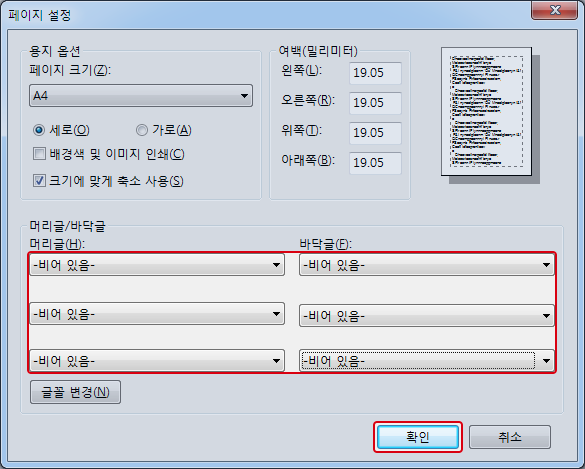 페이지 설정
용지 옵션
페이지 크기(Z):
A4
세로(O)
가로(A)
배경색 및 이미지 인쇄(C)
크기에 맞게 축소 사용(S)
여백(밀리미터)
왼쪽(L): 19.05
오른쪽(R): 19.05
위쪽(T): 19.05
아래쪽(B): 19.05
머리글/바닥글
머리글(H): 바닥글(F):
-비어 있음- -비어 있음-
-비어 있음- -비어 있음-
-비어 있음- -비어 있음-
글꼴 변경(N)
확인 취소